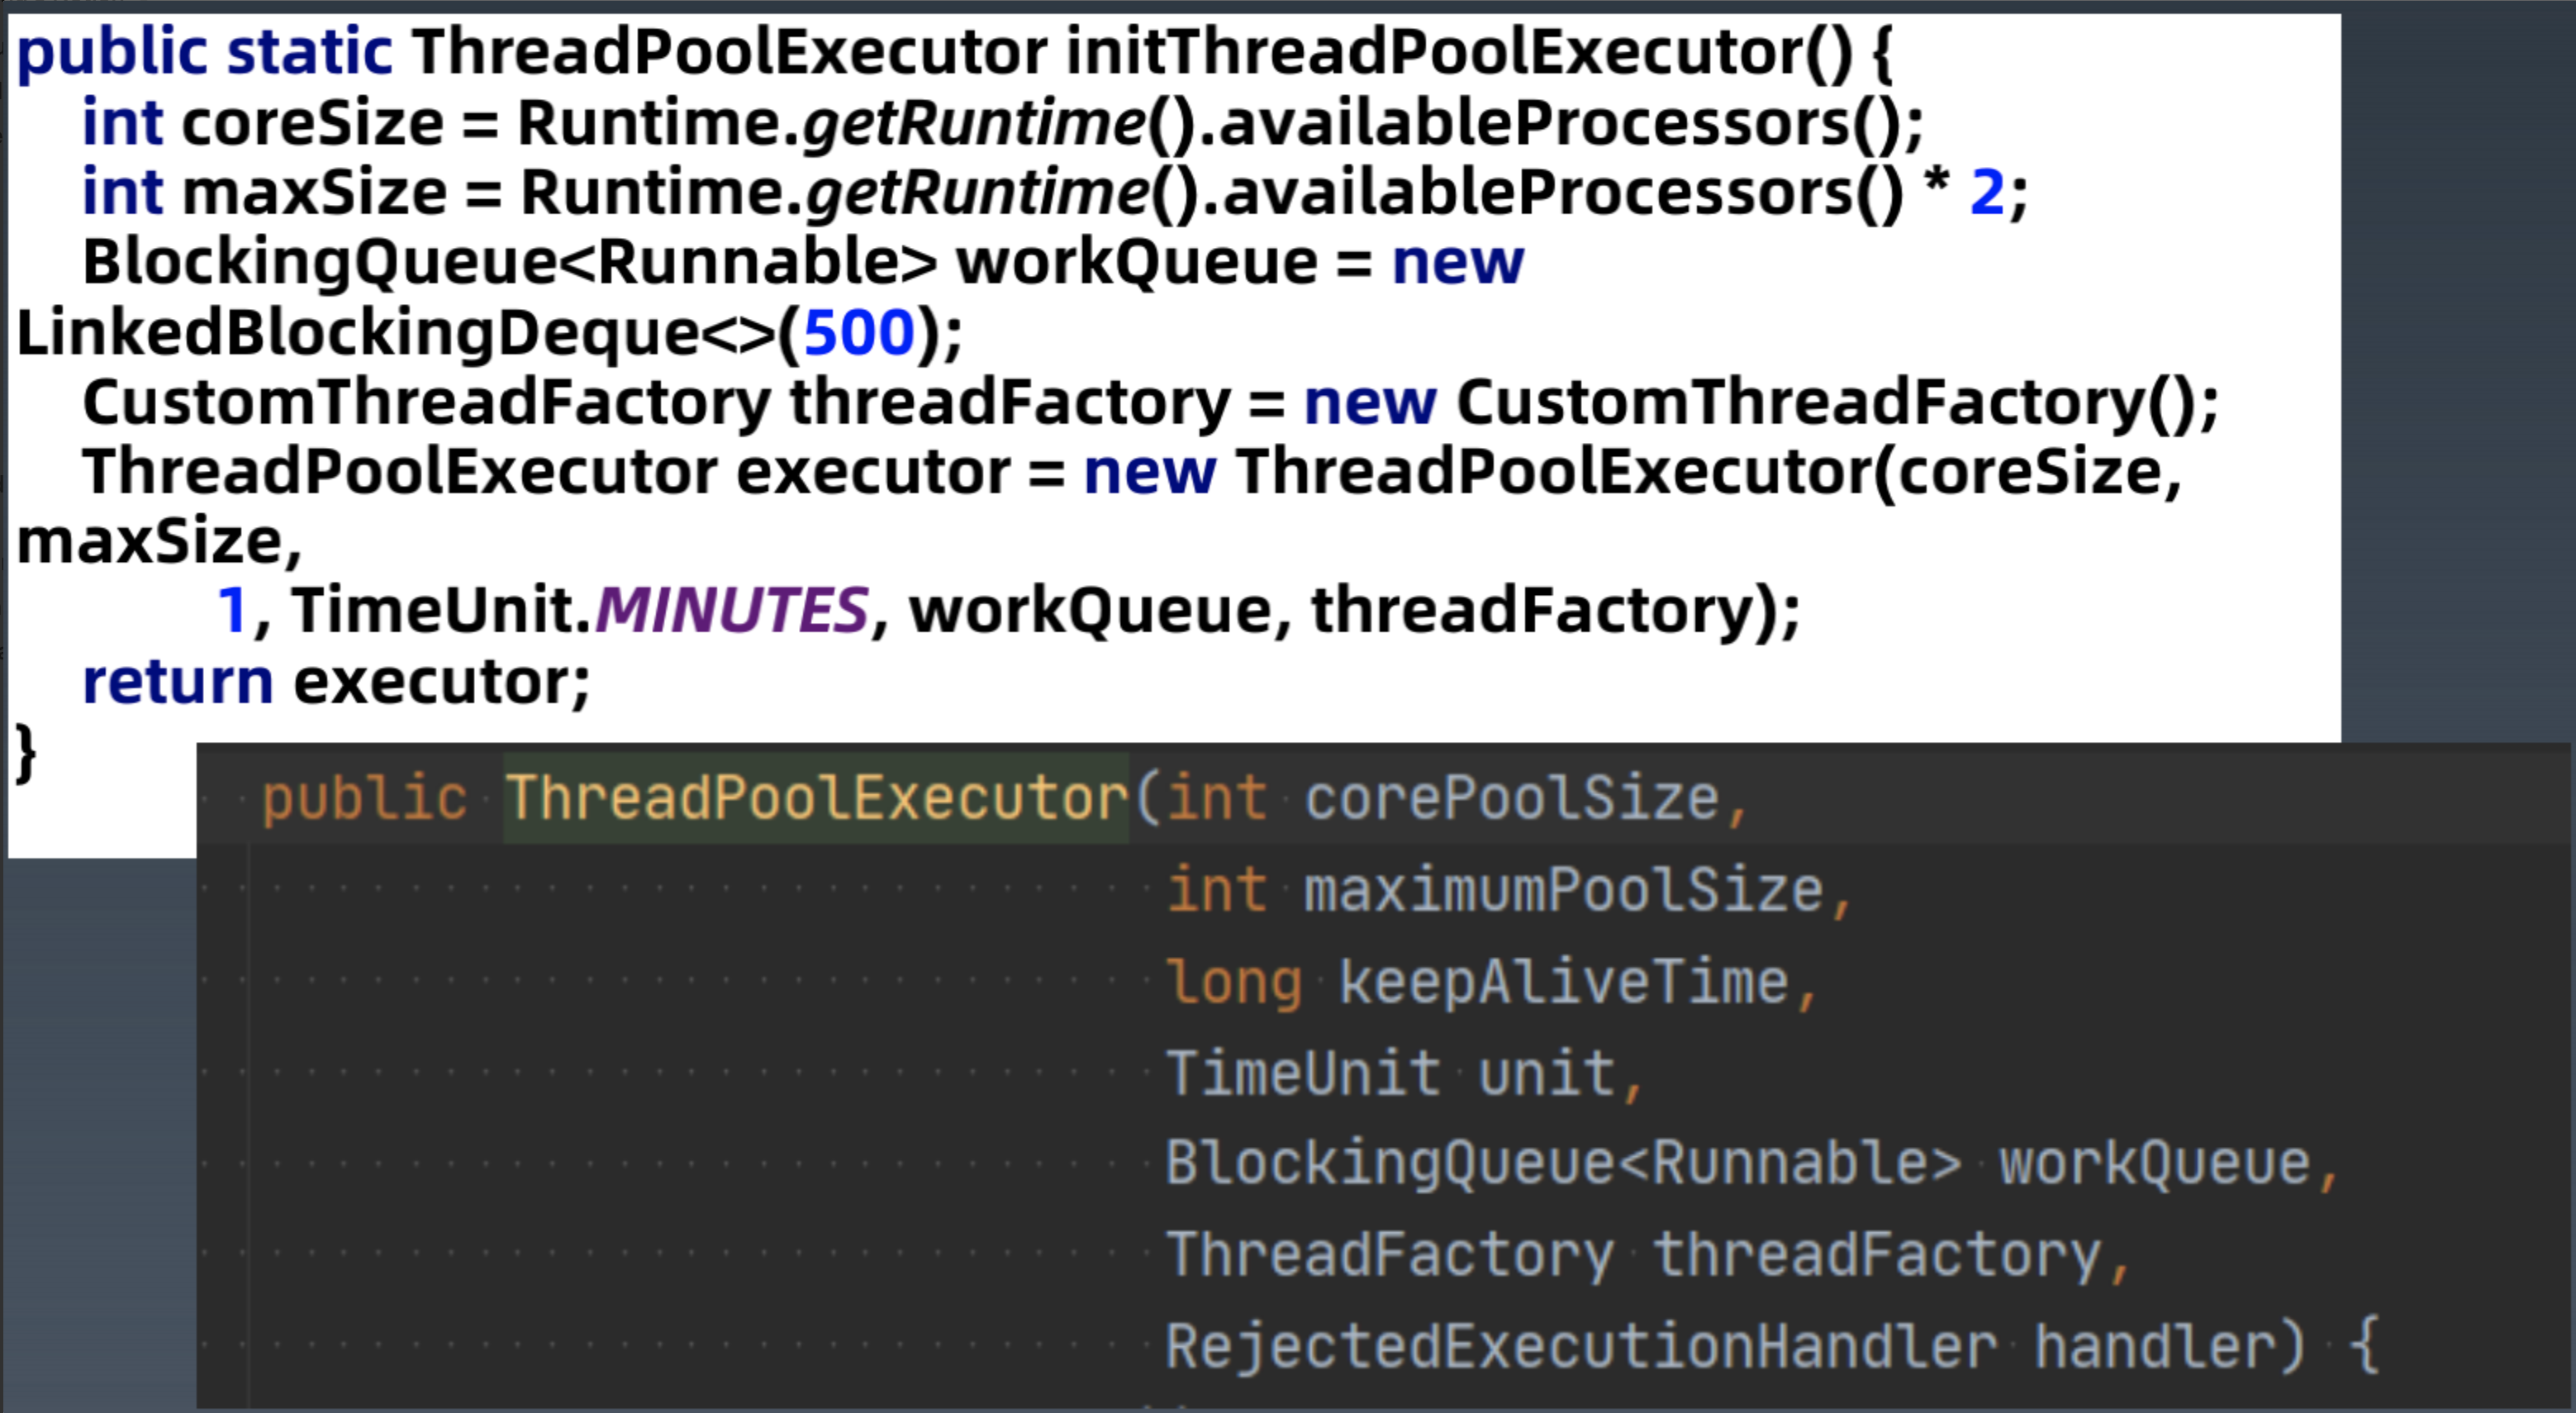 public static ThreadPoolExecutor initThreadPoolExecutor() {
int coreSize = Runtime.getRuntime().availableProcessors();
int maxSize = Runtime.getRuntime().availableProcessors() * 2;
BlockingQueue<Runnable> workQueue = new
LinkedBlockingDeque<>(500);
CustomThreadFactory threadFactory = new CustomThreadFactory();
ThreadPoolExecutor executor = new ThreadPoolExecutor(coreSize,
maxSize,
1, TimeUnit.MINUTES, workQueue, threadFactory);
return executor;
}
public ThreadPoolExecutor(int corePoolSize,
int maximumPoolSize,
long keepAliveTime,
TimeUnit unit,
BlockingQueue<Runnable> workQueue,
ThreadFactory threadFactory,
RejectedExecutionHandler handler) {